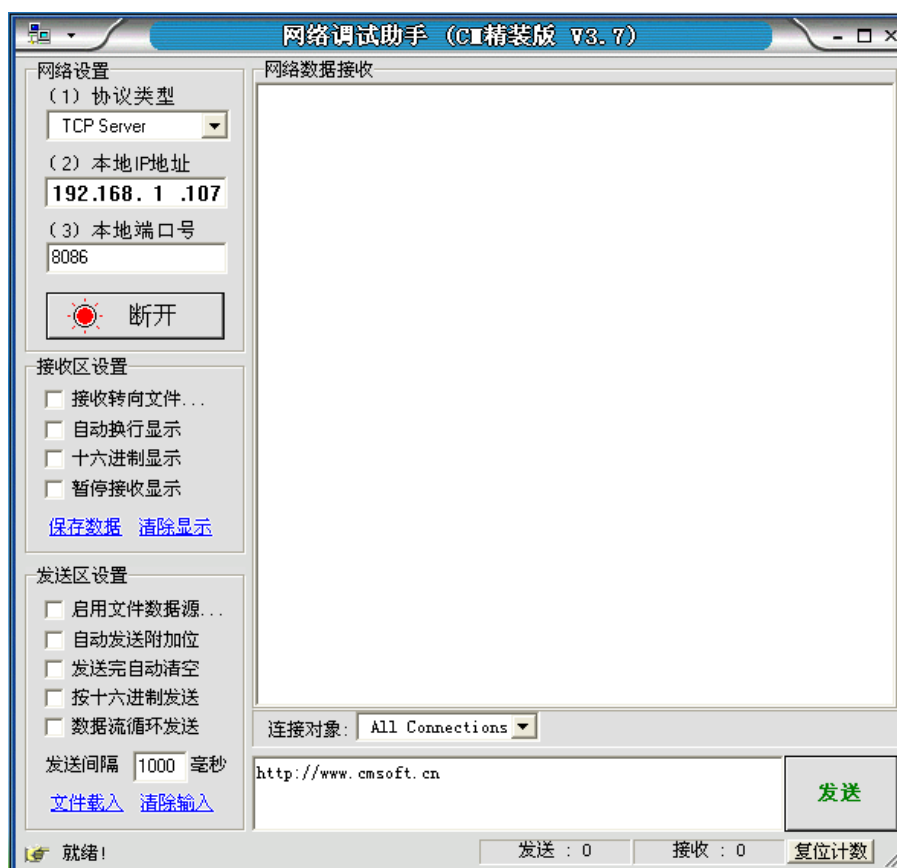 网络调试助手 (CM精装版 V3.7)
网络设置
(1) 协议类型
TCP Server
(2) 本地IP地址
192.168. 1 .107
(3) 本地端口号
8086
断开
接收区设置
接收转向文件...
自动换行显示
十六进制显示
暂停接收显示
保存数据 清除显示
发送区设置
启用文件数据源...
自动发送附加位
发送完自动清空
按十六进制发送
数据流循环发送
发送间隔 1000 毫秒
文件载入 清除输入
网络数据接收
连接对象: All Connections
http://www.cmsoft.cn
发送
就绪!
发送 : 0
接收 : 0
复位计数